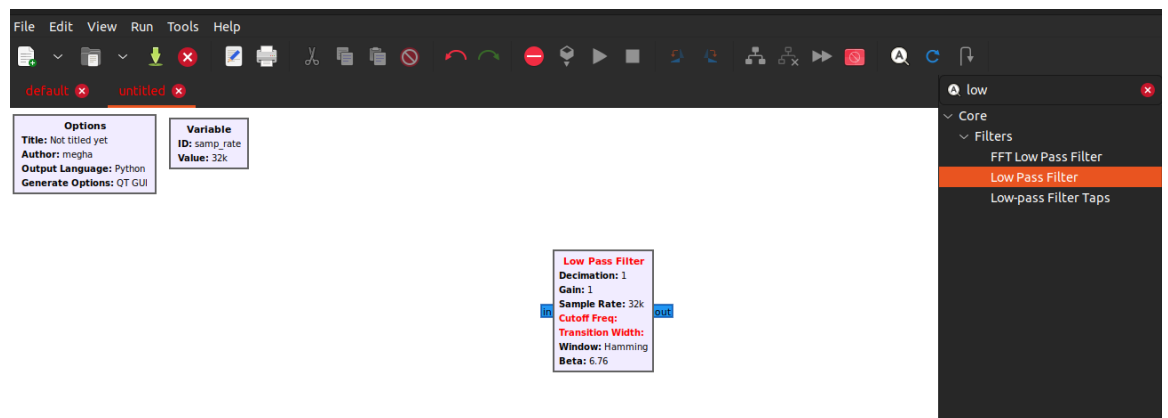 File Edit View Run Tools Help
default untitled
low
Options
Title: Not titled yet
Author: megha
Output Language: Python
Generate Options: QT GUI
Variable
ID: samp_rate
Value: 32k
Core
Filters
FFT Low Pass Filter
Low Pass Filter
Low-pass Filter Taps
Low Pass Filter
Decimation: 1
Gain: 1
Sample Rate: 32k
Cutoff Freq:
Transition Width:
Window: Hamming
Beta: 6.76
in
out